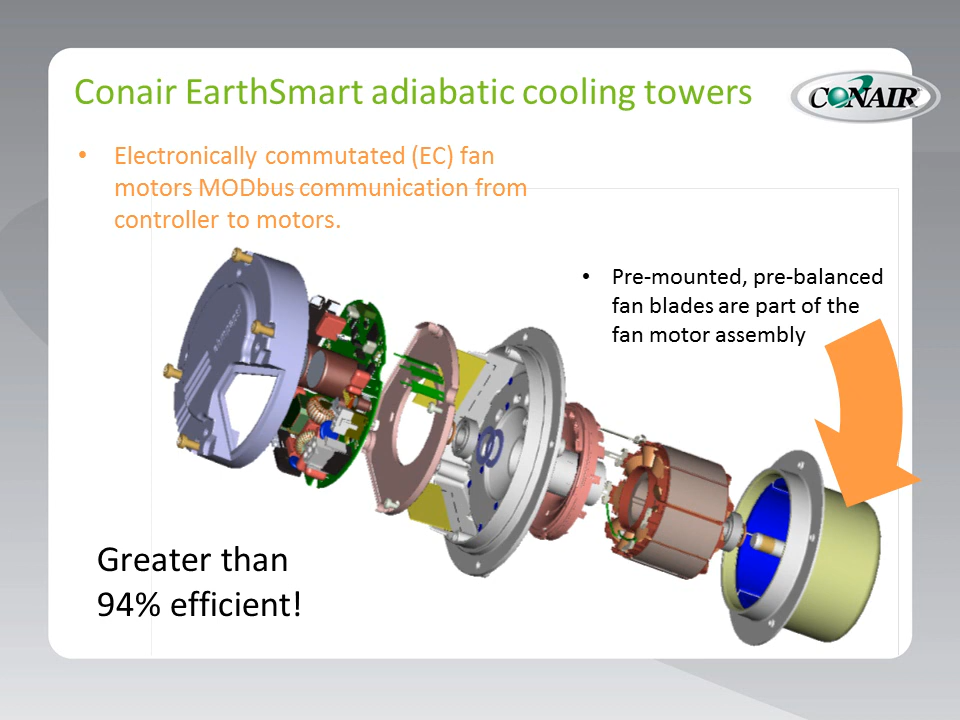 Conair EarthSmart adiabatic cooling towers
CONAIR
• Electronically commutated (EC) fan
motors MODbus communication from
controller to motors.
• Pre-mounted, pre-balanced
fan blades are part of the
fan motor assembly
Greater than
94% efficient!